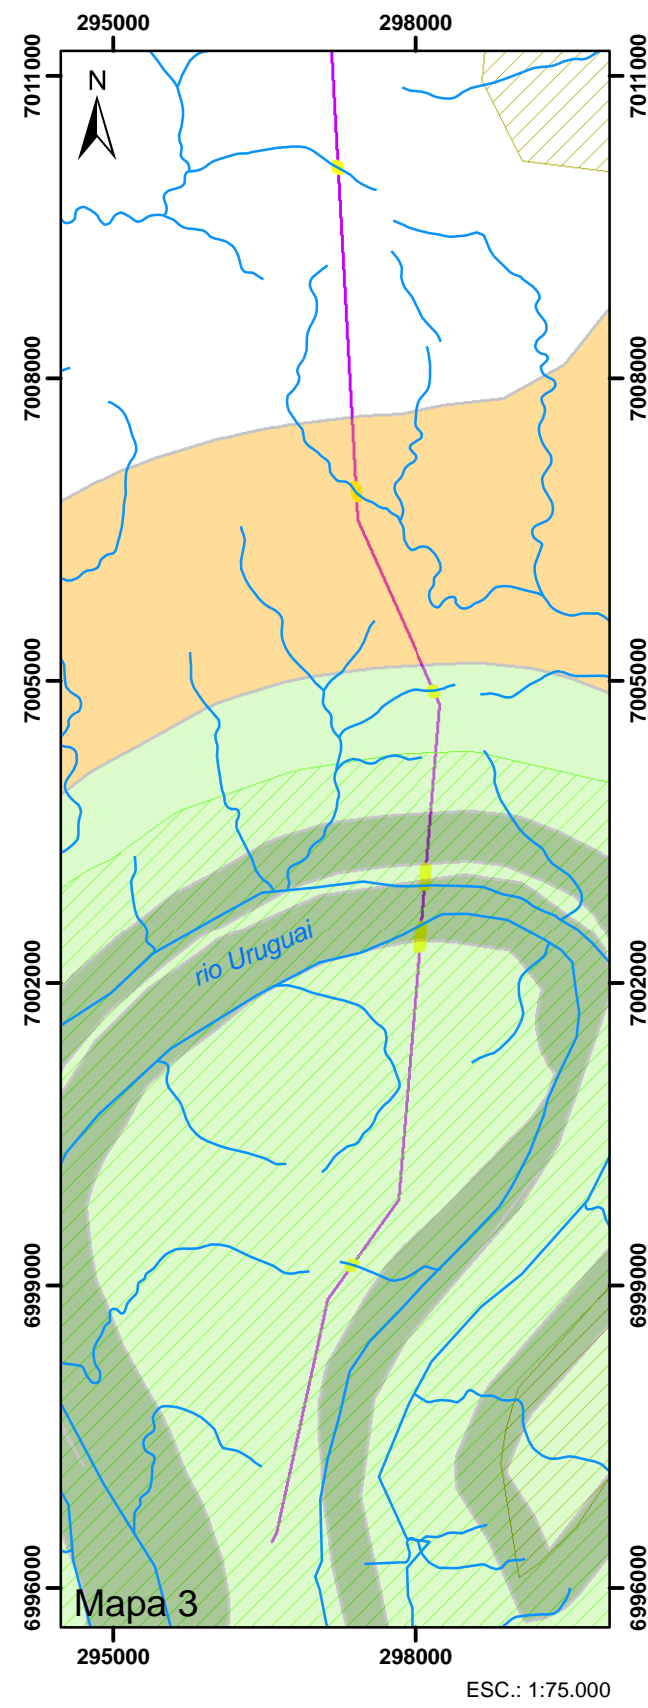 295000 298000
N
7011000 7011000
7008000 7008000
7005000 7005000
rio Uruguai
7002000 7002000
6999000 6999000
6996000 6996000
Mapa 3
295000 298000
ESC.: 1:75.000